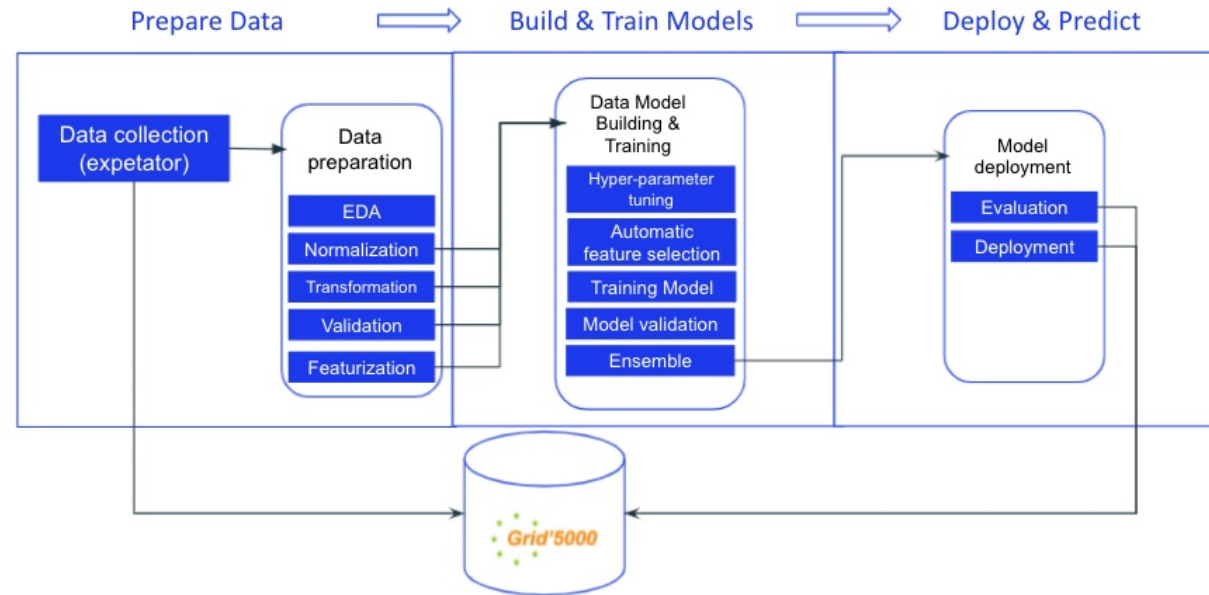 Prepare Data
Build & Train Models
Deploy & Predict
Data collection
(expetator)
Data
preparation
EDA
Normalization
Transformation
Validation
Featurization
Data Model
Building &
Training
Hyper-parameter
tuning
Automatic
feature selection
Training Model
Model validation
Ensemble
Model
deployment
Evaluation
Deployment
Grid'5000